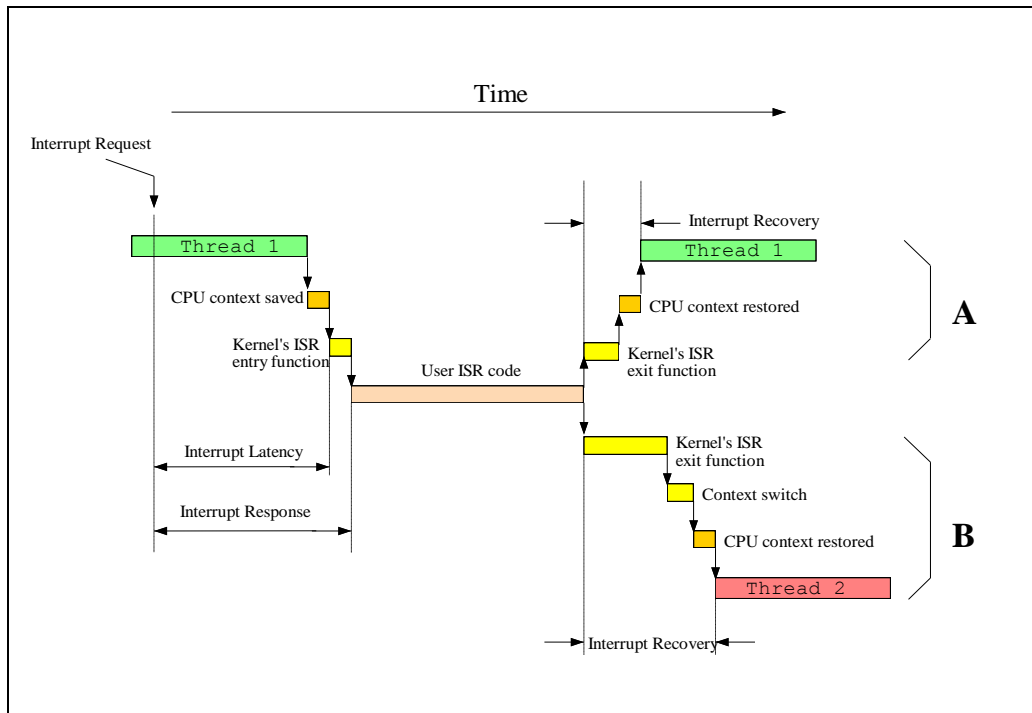 Time
Interrupt Request
Interrupt Recovery
Thread 1
Thread 1
CPU context saved
CPU context restored
A
Kernel's ISR
entry function
Kernel's ISR
exit function
User ISR code
Kernel's ISR
exit function
Interrupt Latency
Context switch
Interrupt Response
CPU context restored
B
Thread 2
Interrupt Recovery